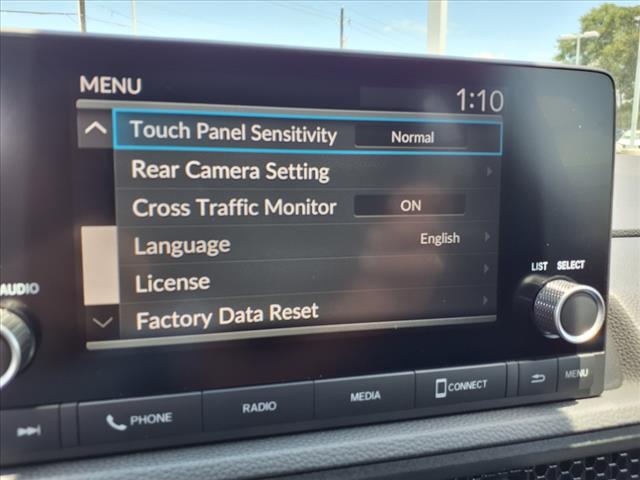 MENU 1:10
Touch Panel Sensitivity Normal
Rear Camera Setting
Cross Traffic Monitor ON
Language English
License
Factory Data Reset
AUDIO
LIST SELECT
PHONE RADIO MEDIA CONNECT MENU